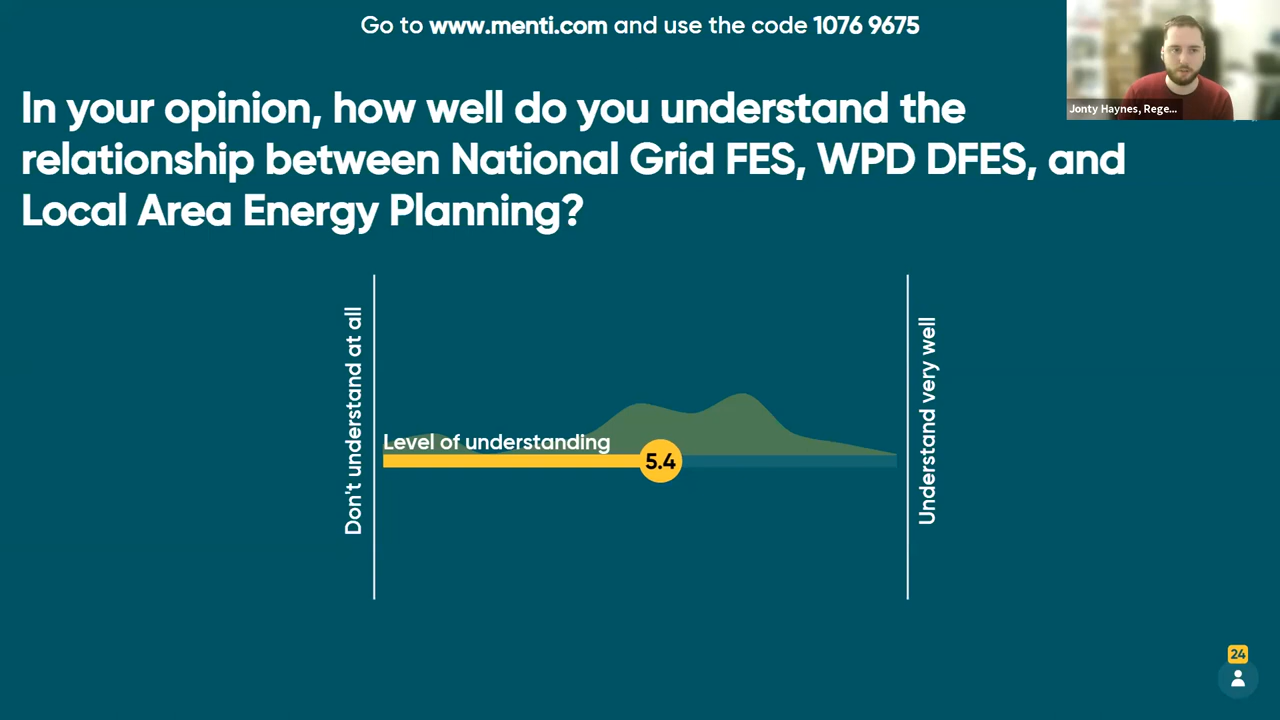 Go to www.menti.com and use the code 1076 9675
In your opinion, how well do you understand the
relationship between National Grid FES, WPD DFES, and
Local Area Energy Planning?
Jonty Haynes, Rege...
Don't understand at all
Level of understanding
5.4
Understand very well
24